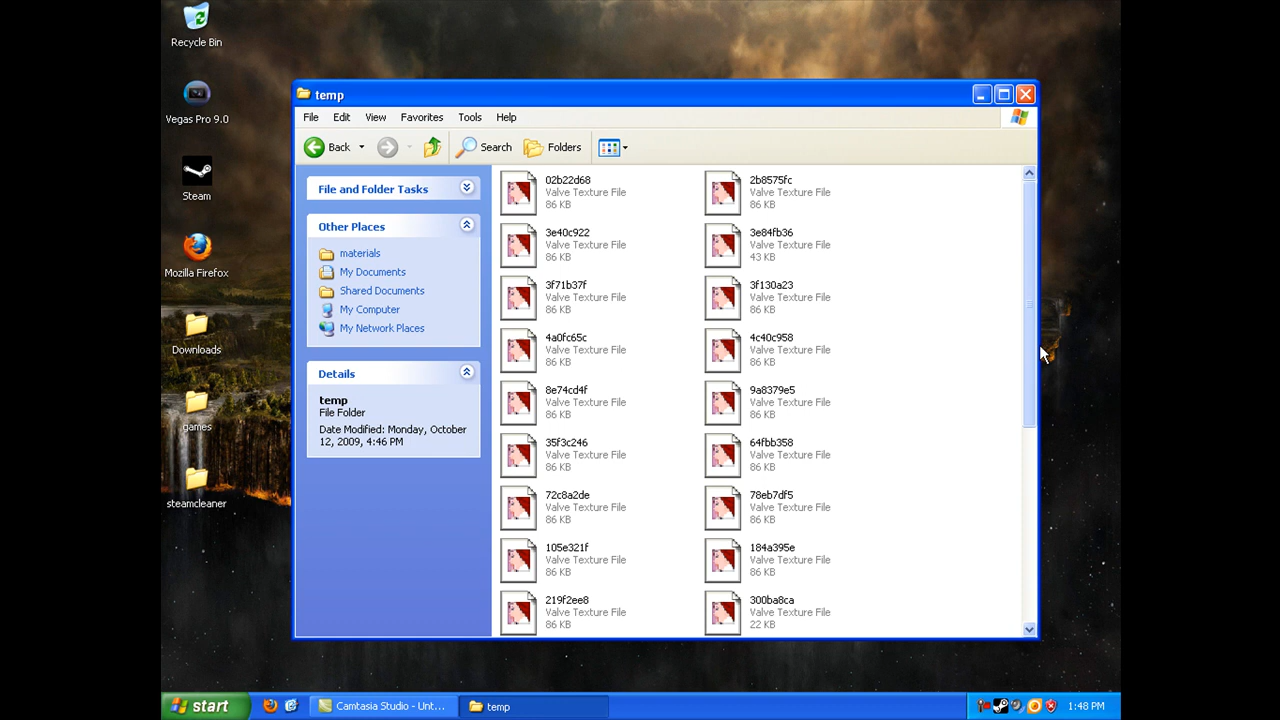 Recycle Bin
Vegas Pro 9.0
Steam
Mozilla Firefox
Downloads
games
steamcleaner
temp
File Edit View Favorites Tools Help
Back Search Folders
File and Folder Tasks
Other Places
materials
My Documents
Shared Documents
My Computer
My Network Places
Details
temp
File Folder
Date Modified: Monday, October
12, 2009, 4:46 PM
02b22d68
Valve Texture File
86 KB
2b8575fc
Valve Texture File
86 KB
3e40c922
Valve Texture File
86 KB
3e84fb36
Valve Texture File
43 KB
3f71b37f
Valve Texture File
86 KB
3f130a23
Valve Texture File
86 KB
4a0fc65c
Valve Texture File
86 KB
4c40c958
Valve Texture File
86 KB
8e74cd4f
Valve Texture File
86 KB
9a8379e5
Valve Texture File
86 KB
35f3c246
Valve Texture File
86 KB
64fbb358
Valve Texture File
86 KB
72c8a2de
Valve Texture File
86 KB
78eb7df5
Valve Texture File
86 KB
105e321f
Valve Texture File
86 KB
184a395e
Valve Texture File
86 KB
219f2ee8
Valve Texture File
86 KB
300ba8ca
Valve Texture File
22 KB
start Camtasia Studio - Unt... temp 1:48 PM